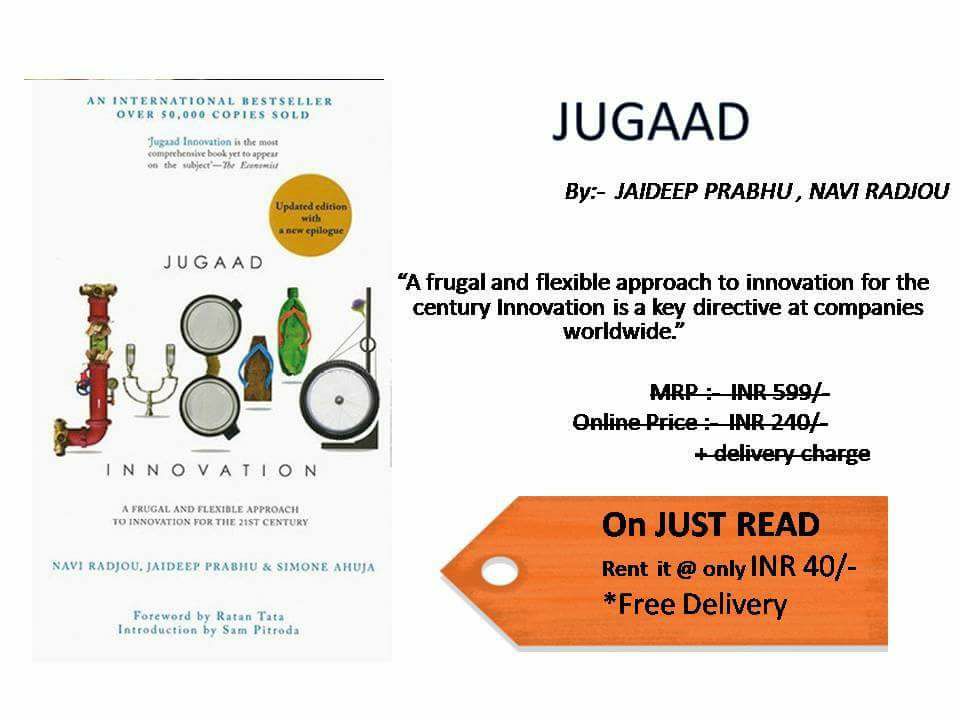 AN INTERNATIONAL BESTSELLER
OVER 50,000 COPIES SOLD
'Jugaad Innovation is the most
comprehensive book yet to appear
on the subject'—The Economist
Updated edition
with
a new epilogue
JUGAAD
INNOVATION
A FRUGAL AND FLEXIBLE APPROACH
TO INNOVATION FOR THE 21ST CENTURY
NAVI RADJOU, JAIDEEP PRABHU & SIMONE AHUJA
Foreword by Ratan Tata
Introduction by Sam Pitroda
JUGAAD
By:- JAIDEEP PRABHU , NAVI RADJOU
“A frugal and flexible approach to innovation for the
century Innovation is a key directive at companies
worldwide.”
MRP :- INR 599/-
Online Price :- INR 240/-
+ delivery charge
On JUST READ
Rent it @ only INR 40/-
*Free Delivery